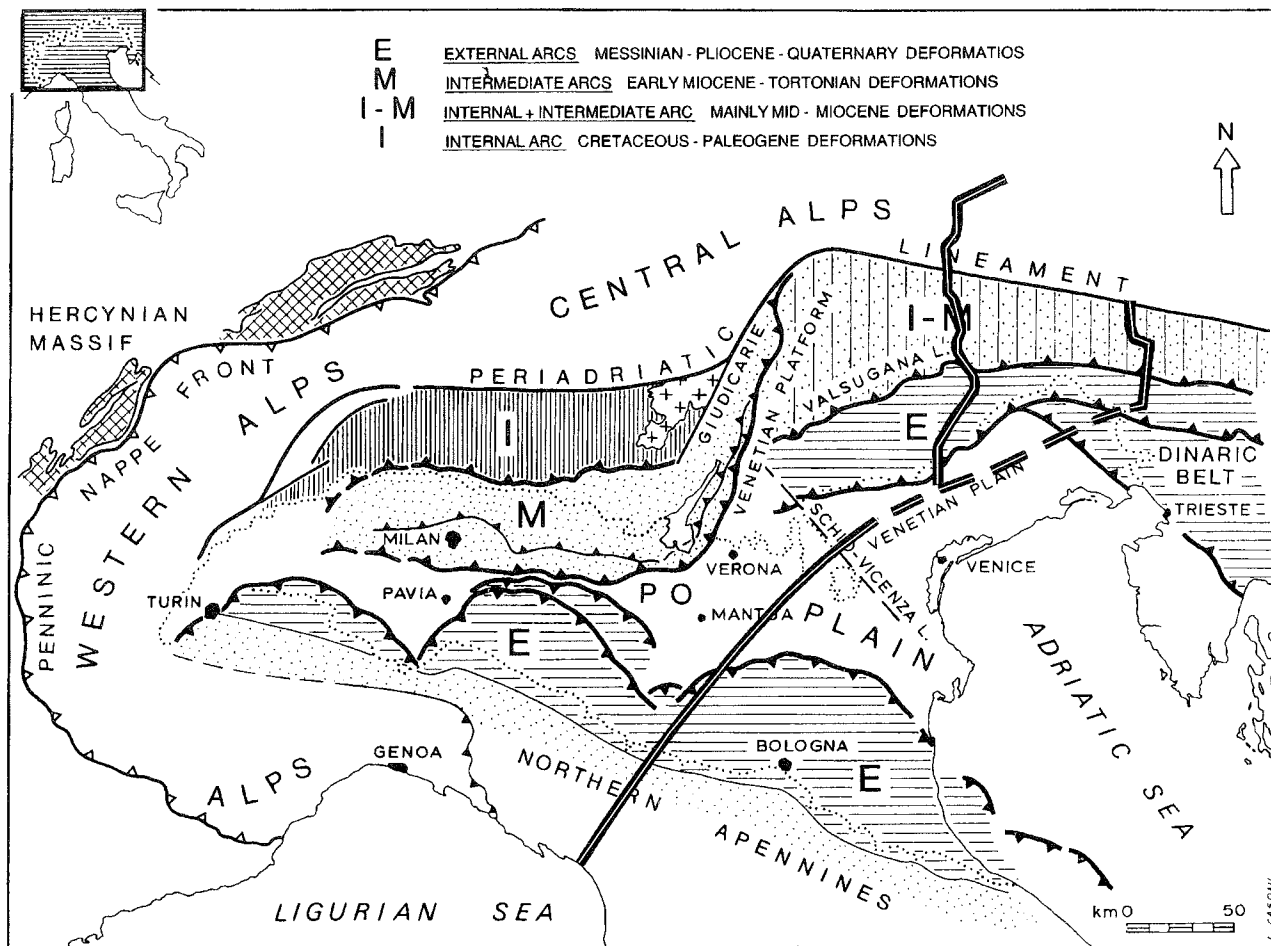 E EXTERNAL ARCS MESSINIAN - PLIOCENE - QUATERNARY DEFORMATIOS
M INTERMEDIATE ARCS EARLY MIOCENE - TORTONIAN DEFORMATIONS
I - M INTERNAL + INTERMEDIATE ARC MAINLY MID - MIOCENE DEFORMATIONS
I INTERNAL ARC CRETACEOUS - PALEOGENE DEFORMATIONS
N
CENTRAL ALPS
LINEAMENT
HERCYNIAN
MASSIF
I-M
FRONT
PERIADRIATIC
GIUDICARIE
VENETIAN PLATFORM
VALSUGANA L.
WESTERN ALPS
NAPPE
PENNINIC
I
E
DINARIC
BELT
M
MILAN
SCHIO-VICENZA L.
VENETIAN PLAIN
TRIESTE
VERONA
VENICE
PAVIA
PO PLAIN
TURIN
MANTUA
E
ADRIATIC SEA
GENOA
ALPS
BOLOGNA
E
NORTHERN
APENNINES
LIGURIAN SEA
km 0 50